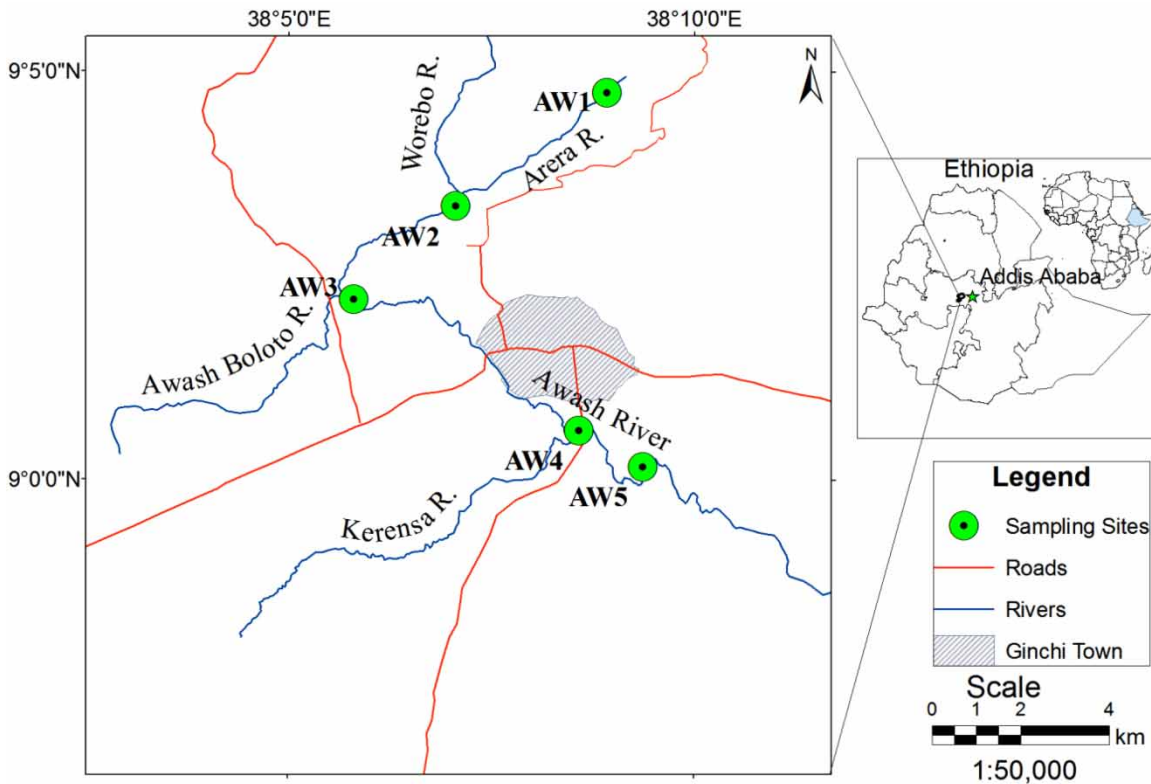 38°5'0"E
38°10'0"E
9°5'0"N
N
AW1
Worebo R.
Arera R.
AW2
AW3
Awash Boloto R.
Awash River
9°0'0"N
AW4
AW5
Kerensa R.
Ethiopia
Addis Ababa
Legend
Sampling Sites
Roads
Rivers
Ginchi Town
Scale
0 1 2 4
km
1:50,000